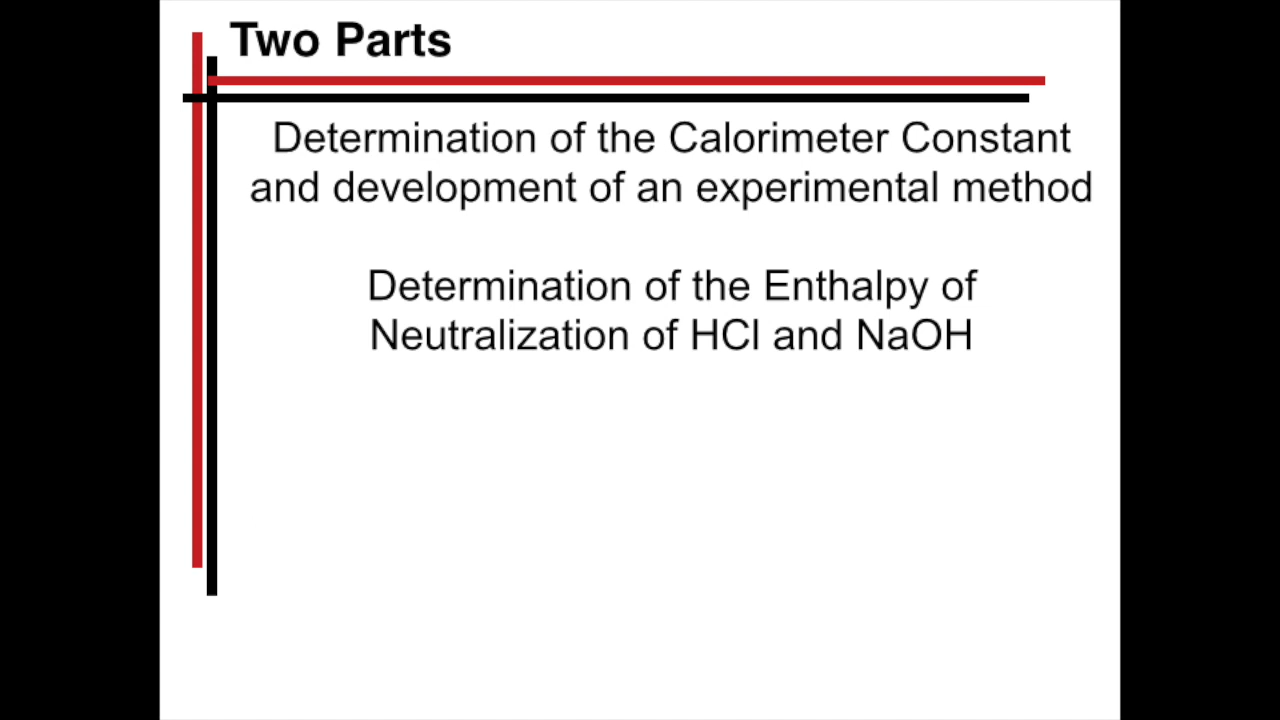 Two Parts
Determination of the Calorimeter Constant
and development of an experimental method
Determination of the Enthalpy of
Neutralization of HCl and NaOH